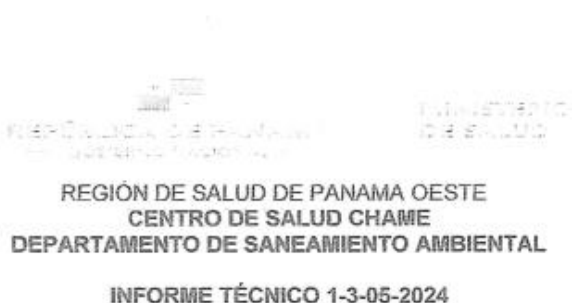 REGIÓN DE SALUD DE PANAMA OESTE
CENTRO DE SALUD CHAME
DEPARTAMENTO DE SANEAMIENTO AMBIENTAL
INFORME TÉCNICO 1-3-05-2024